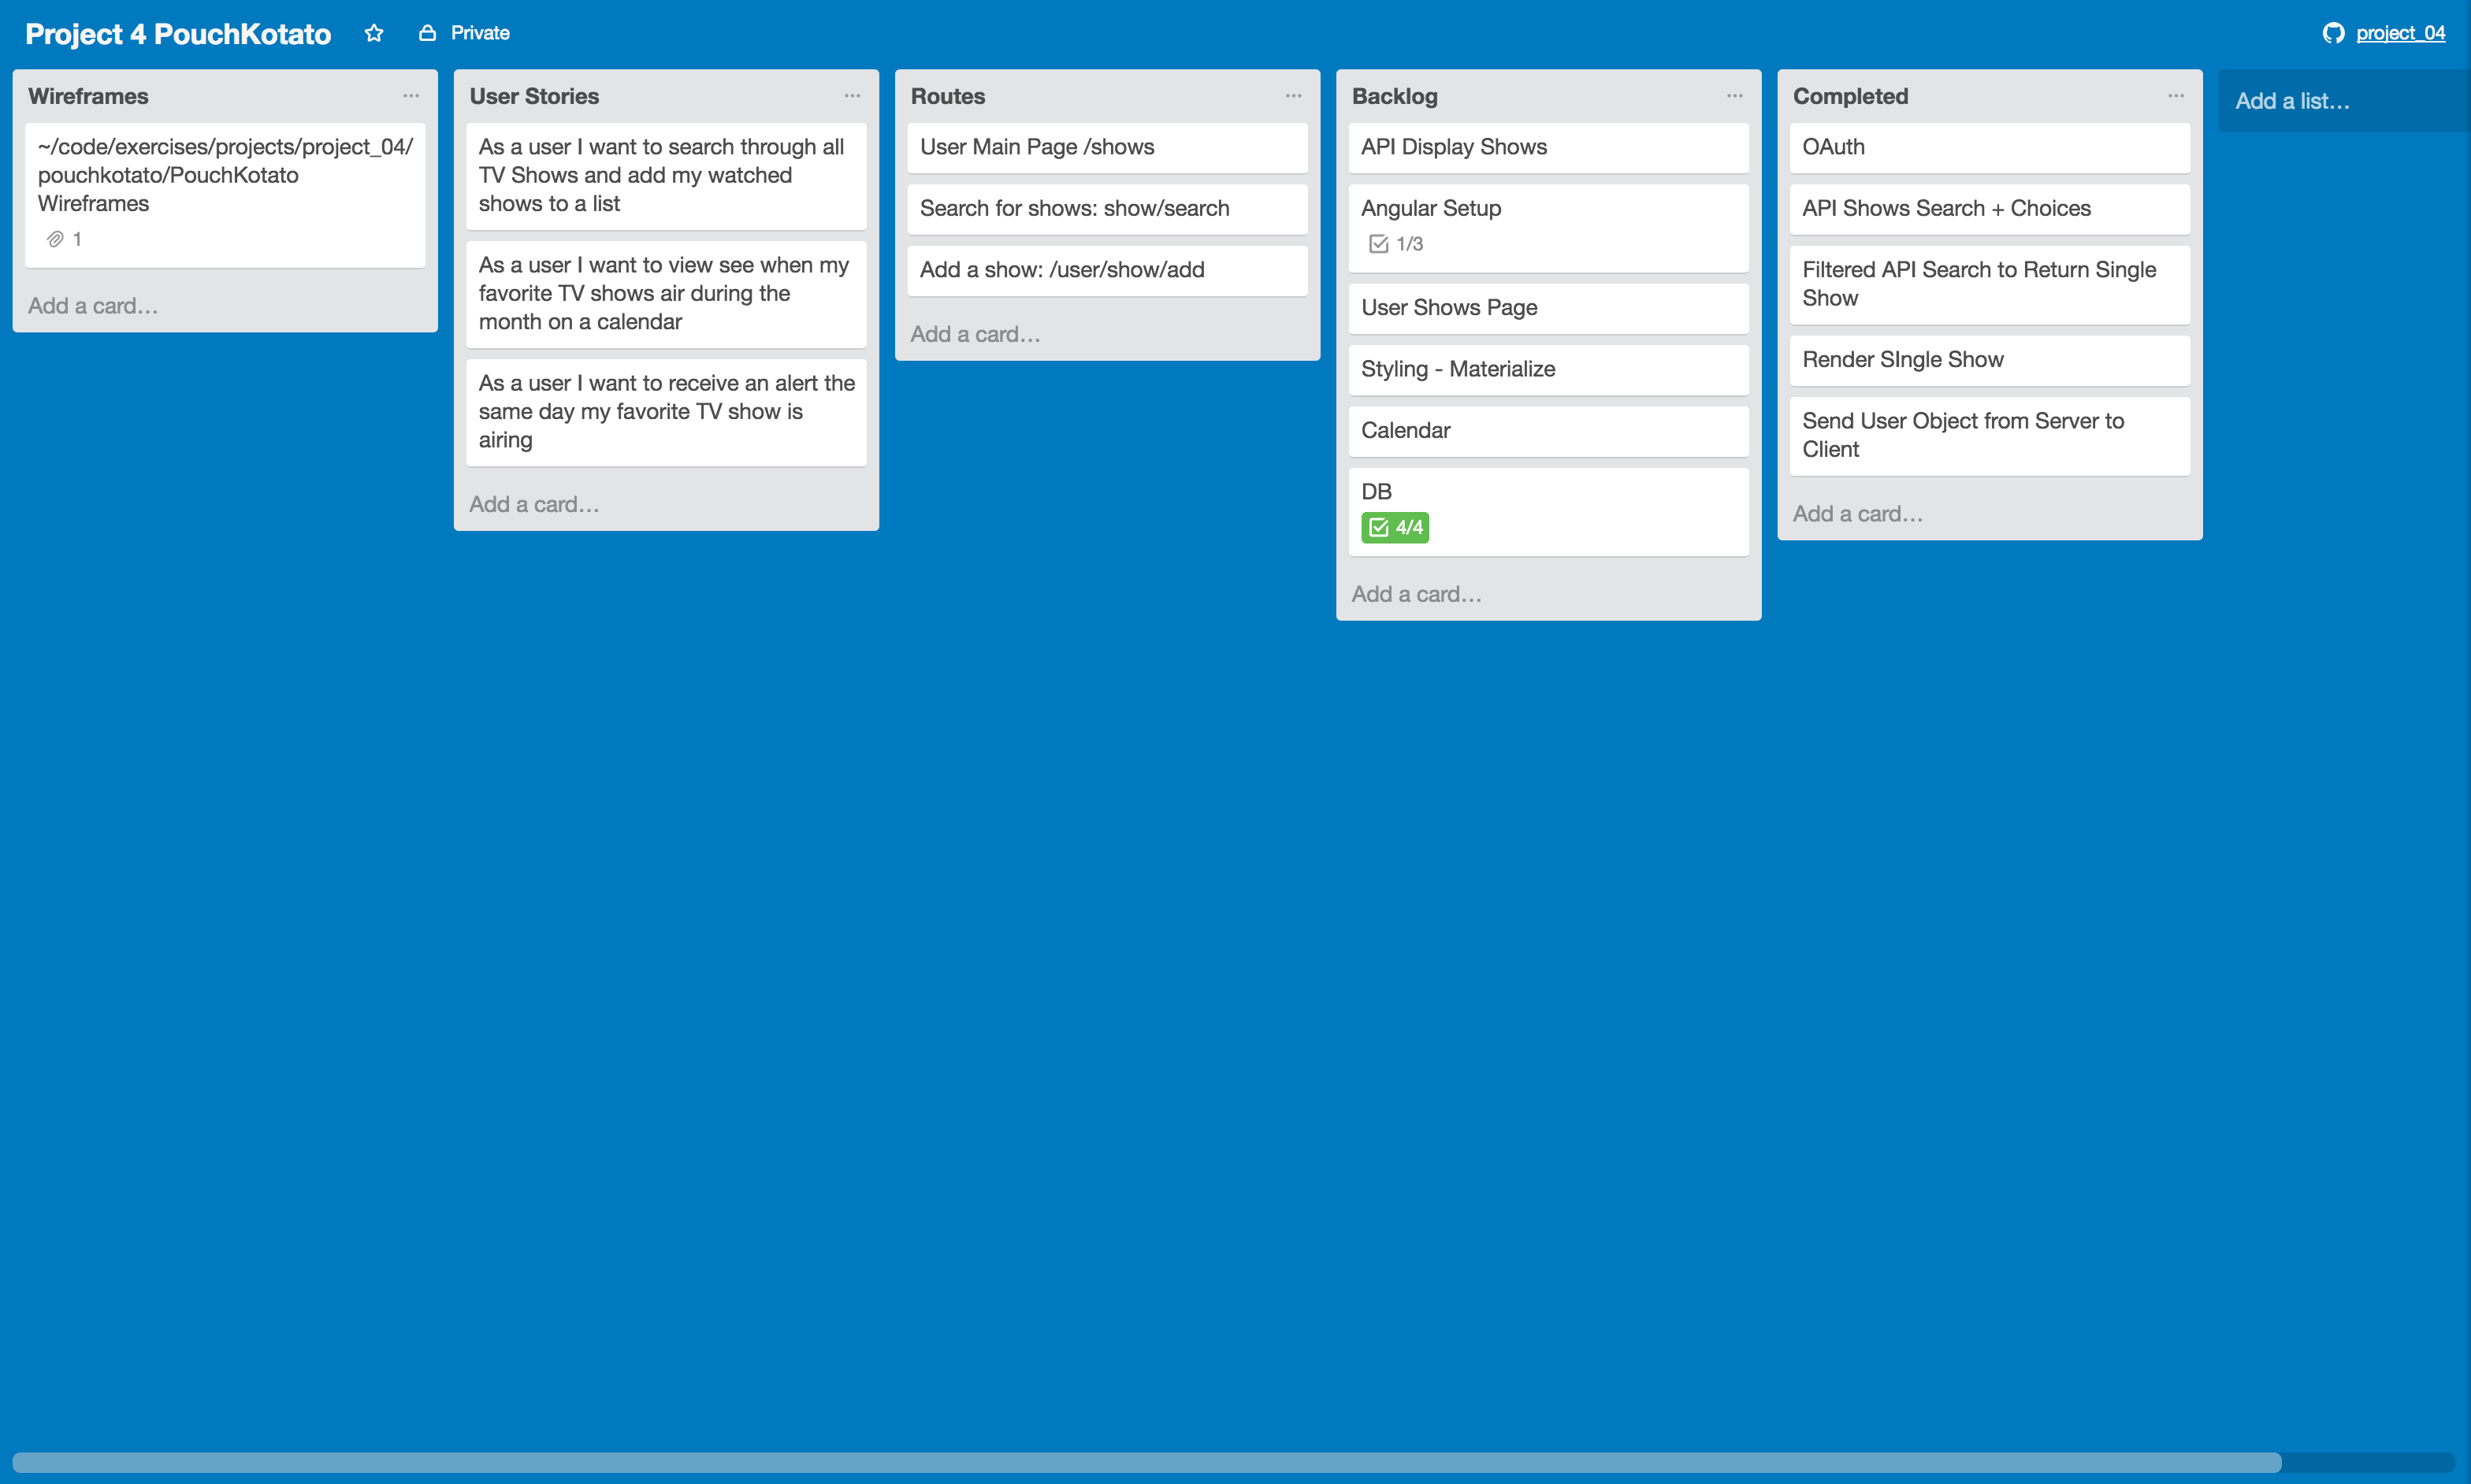 Project 4 PouchKotato
Private
project_04
Wireframes
~/code/exercises/projects/project_04/
pouchkotato/PouchKotato
Wireframes
1
Add a card…
User Stories
As a user I want to search through all
TV Shows and add my watched
shows to a list
As a user I want to view see when my
favorite TV shows air during the
month on a calendar
As a user I want to receive an alert the
same day my favorite TV show is
airing
Add a card…
Routes
User Main Page /shows
Search for shows: show/search
Add a show: /user/show/add
Add a card…
Backlog
API Display Shows
Angular Setup
1/3
User Shows Page
Styling - Materialize
Calendar
DB
4/4
Add a card…
Completed
OAuth
API Shows Search + Choices
Filtered API Search to Return Single
Show
Render SIngle Show
Send User Object from Server to
Client
Add a card…
Add a list…